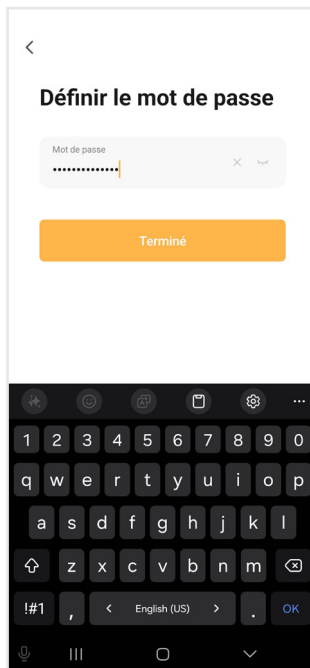 Définir le mot de passe
Mot de passe
••••••••••••••
Terminé
1 2 3 4 5 6 7 8 9 0
q w e r t y u i o p
a s d f g h j k l
z x c v b n m
!#1 , < English (US) > . OK